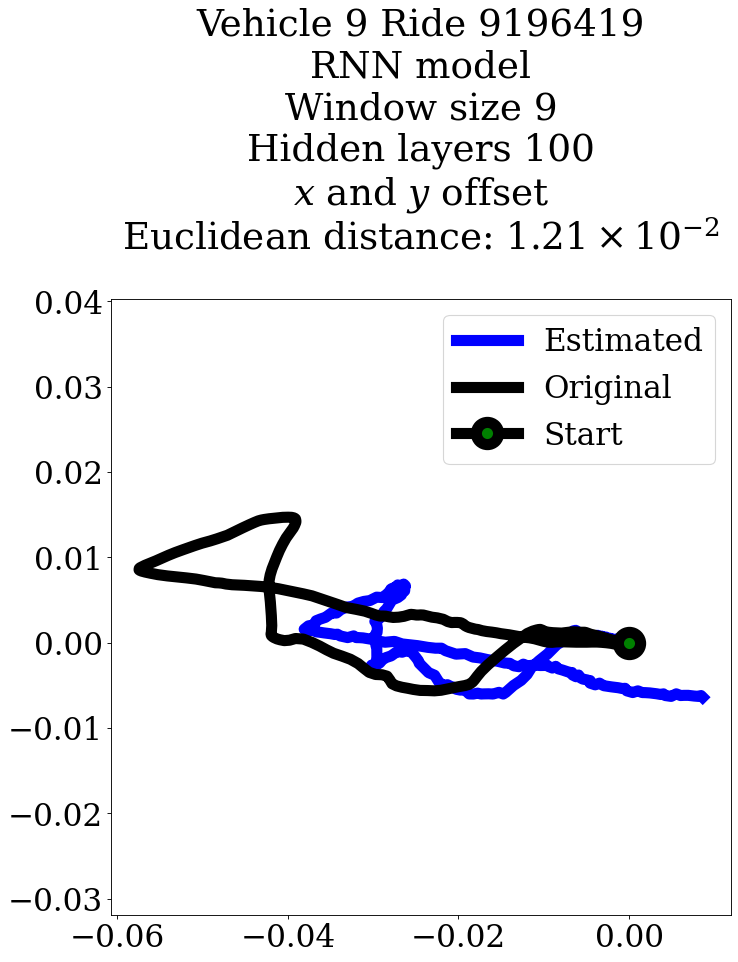 Vehicle 9 Ride 9196419
RNN model
Window size 9
Hidden layers 100
x and y offset
Euclidean distance: 1.21 × 10⁻²
0.04
0.03
0.02
0.01
0.00
−0.01
−0.02
−0.03
Estimated
Original
Start
−0.06 −0.04 −0.02 0.00